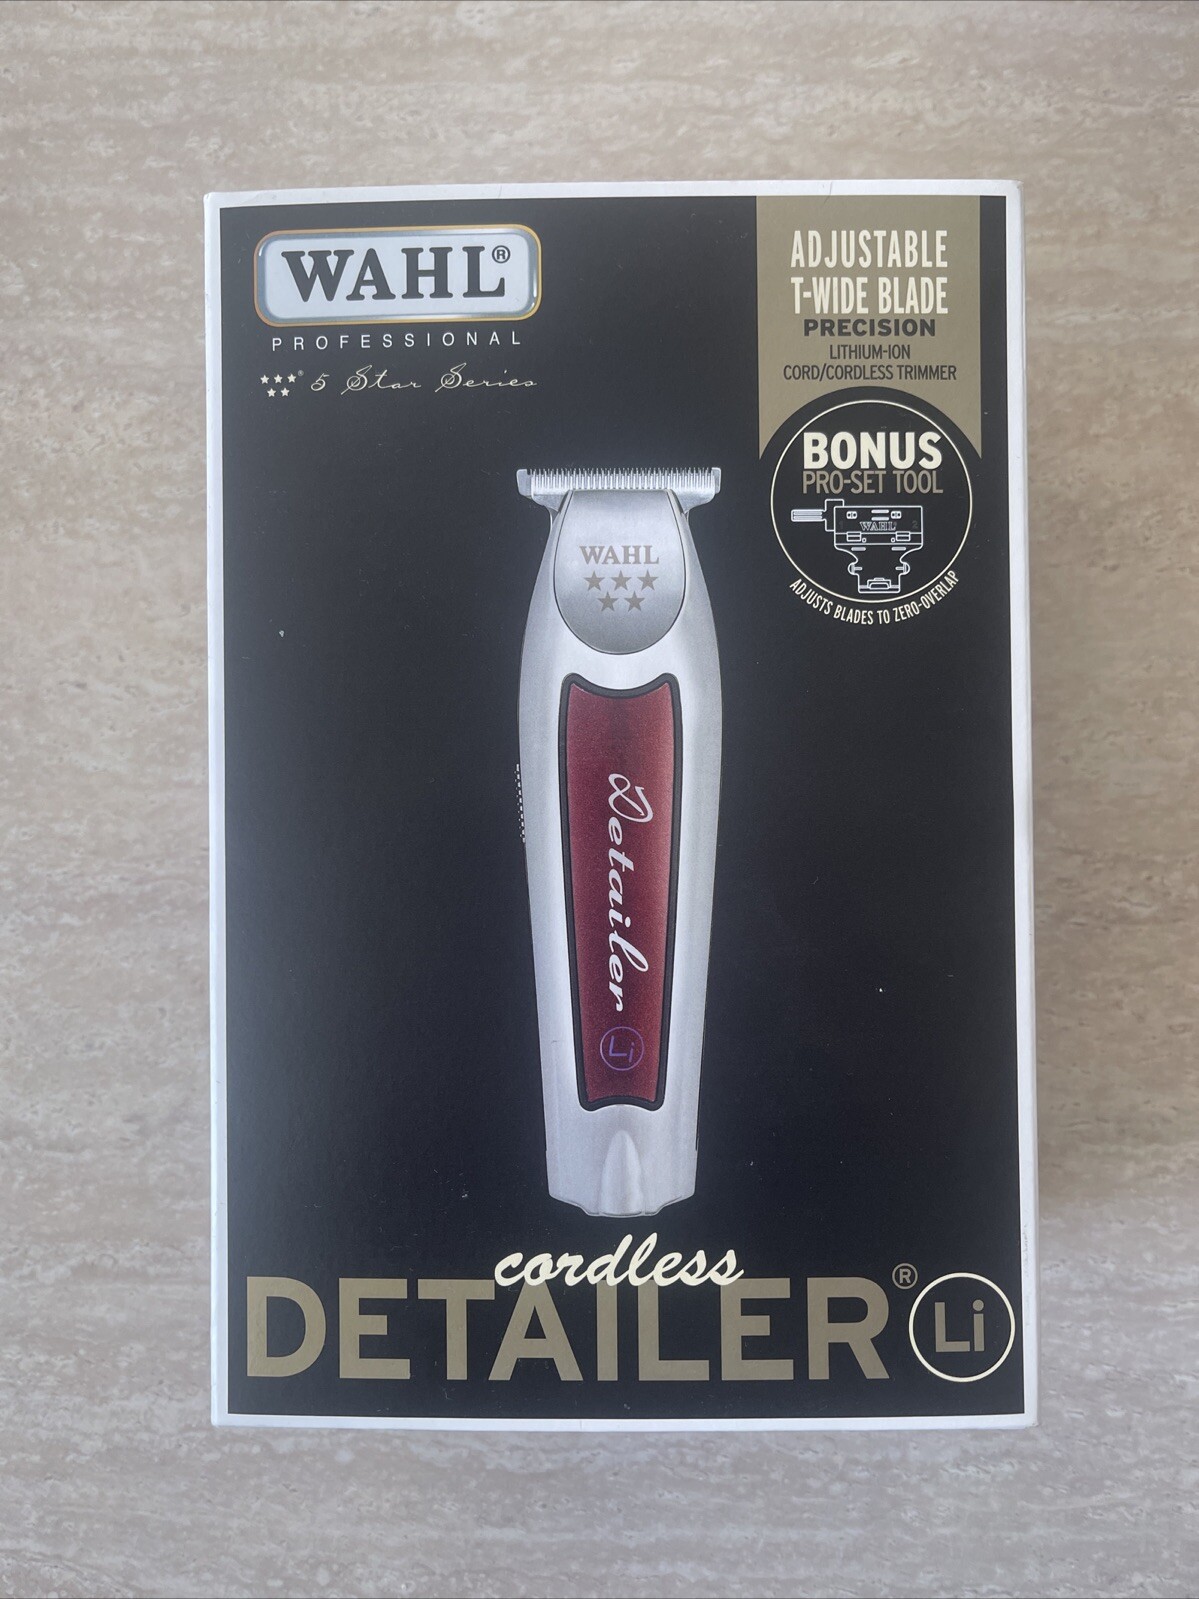 WAHL®
PROFESSIONAL
5 Star Series
ADJUSTABLE
T-WIDE BLADE
PRECISION
LITHIUM-ION
CORD/CORDLESS TRIMMER
BONUS
PRO-SET TOOL
WAHL
ADJUSTS BLADES TO ZERO-OVERLAP
WAHL
Detailer
Li
cordless
DETAILER®
Li